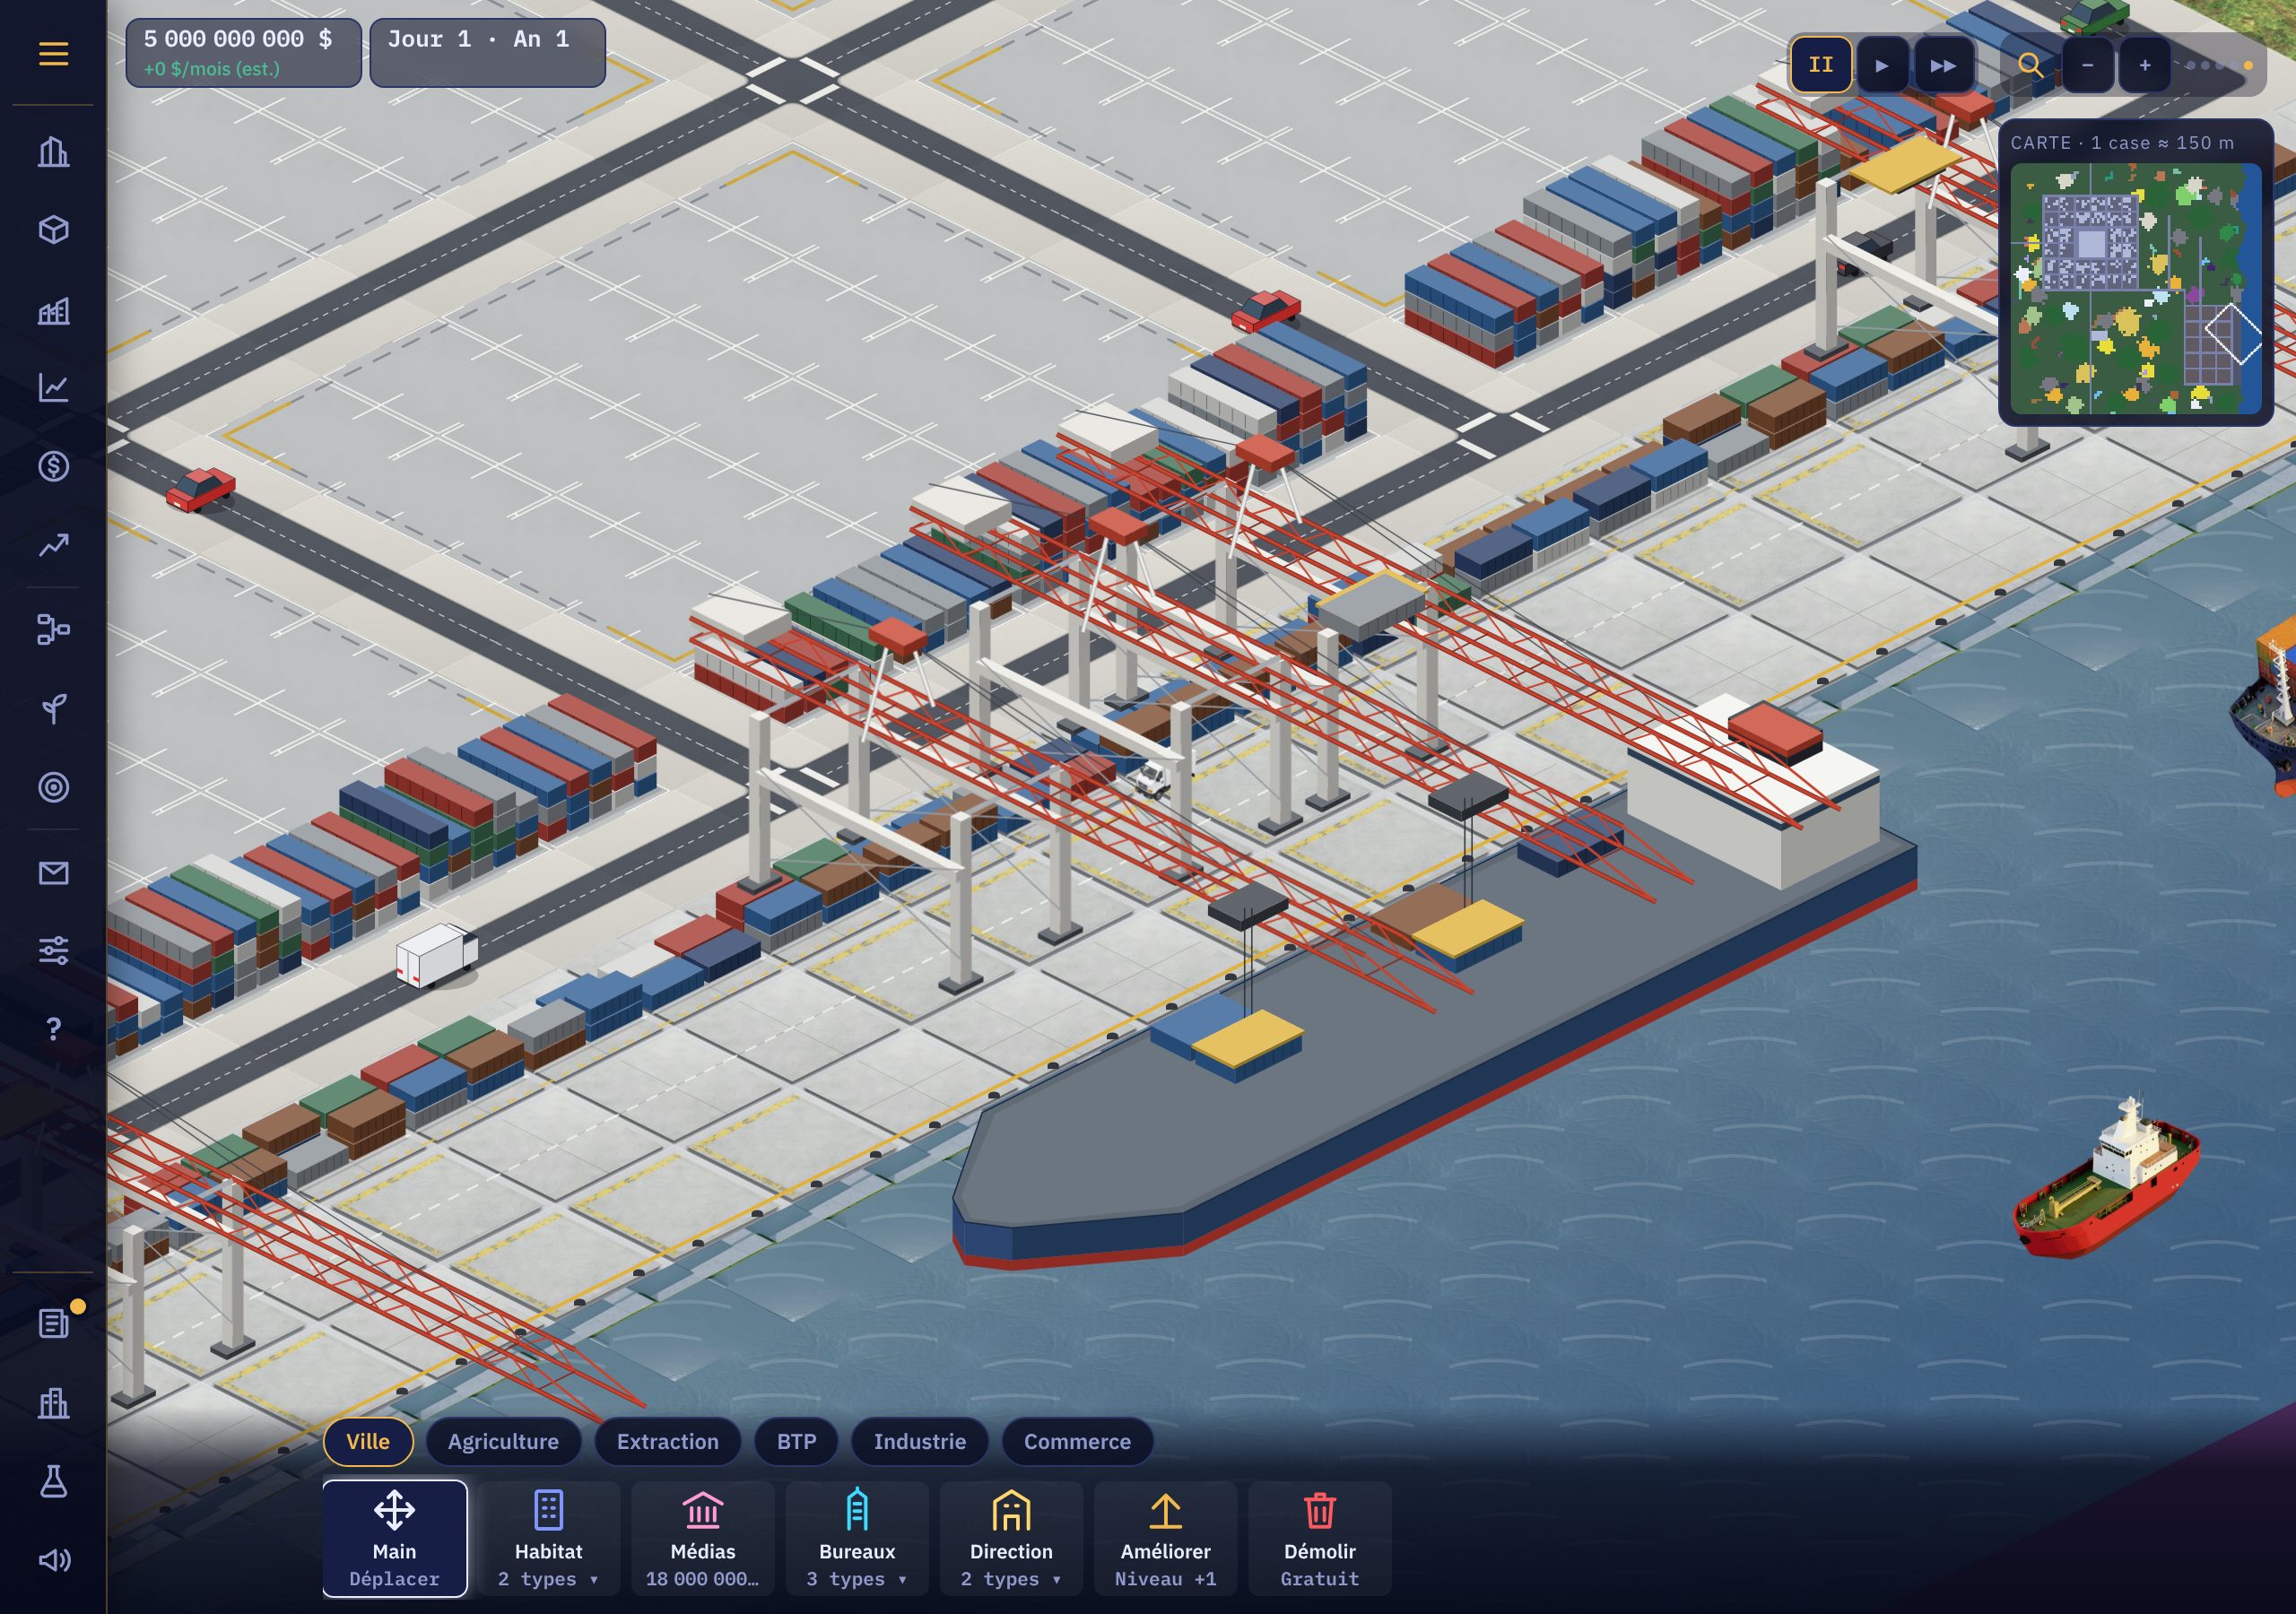 5 000 000 000 $
+0 $/mois (est.)
Jour 1 · An 1
CARTE · 1 case ≈ 150 m
?
Ville
Agriculture
Extraction
BTP
Industrie
Commerce
Main
Déplacer
Habitat
2 types ▾
Médias
18 000 000…
Bureaux
3 types ▾
Direction
2 types ▾
Améliorer
Niveau +1
Démolir
Gratuit